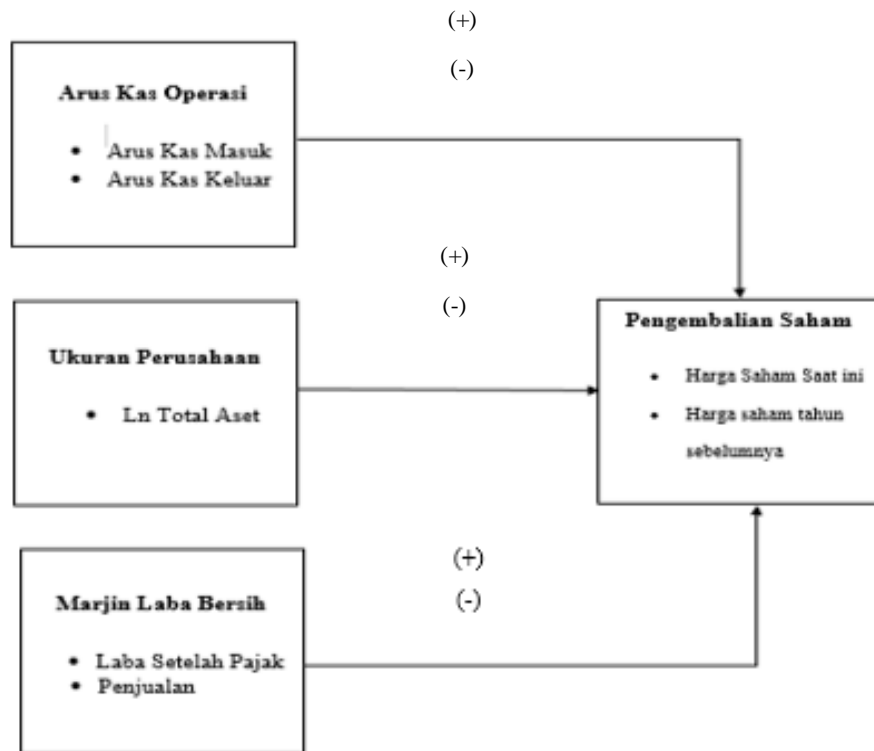 (+)
(-)
Arus Kas Operasi
• Arus Kas Masuk
• Arus Kas Keluar
(+)
(-)
Ukuran Perusahaan
• Ln Total Aset
Pengembalian Saham
• Harga Saham Saat ini
• Harga saham tahun
sebelumnya
(+)
(-)
Marjin Laba Bersih
• Laba Setelah Pajak
• Penjualan